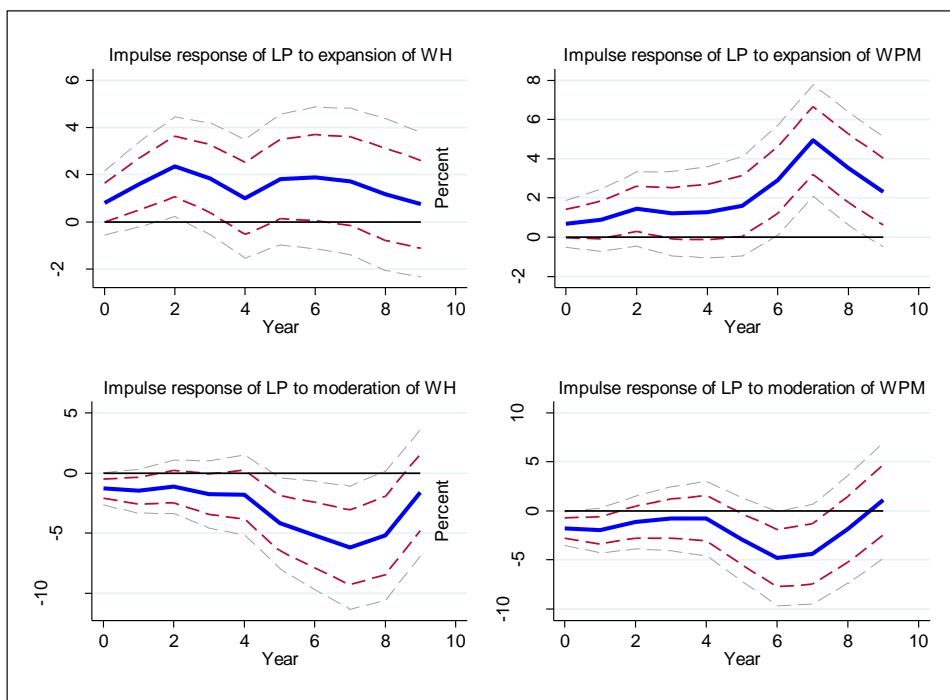 Impulse response of LP to expansion of WH
6
4
2
0
-2
0 2 4 6 8 10
Year
Impulse response of LP to expansion of WPM
Percent
8
6
4
2
0
-2
0 2 4 6 8 10
Year
Impulse response of LP to moderation of WH
5
0
-5
-10
0 2 4 6 8 10
Year
Impulse response of LP to moderation of WPM
Percent
10
5
0
-5
-10
0 2 4 6 8 10
Year